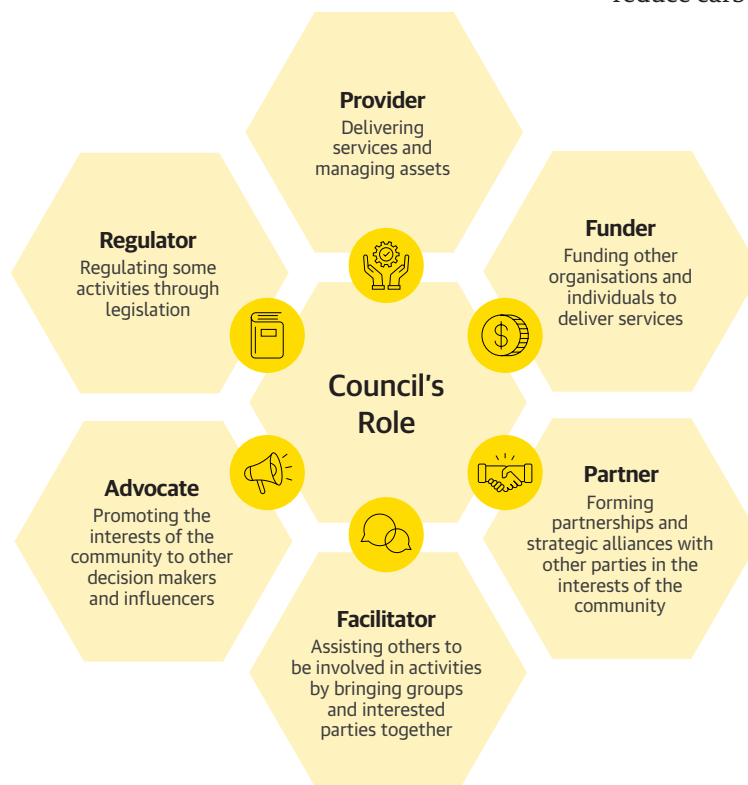 Provider
Delivering
services and
managing assets
Funder
Funding other
organisations and
individuals to
deliver services
Partner
Forming
partnerships and
strategic alliances with
other parties in the
interests of the
community
Facilitator
Assisting others to
be involved in activities
by bringing groups
and interested
parties together
Advocate
Promoting the
interests of the
community to other
decision makers
and influencers
Regulator
Regulating some
activities through
legislation
Council's
Role
$